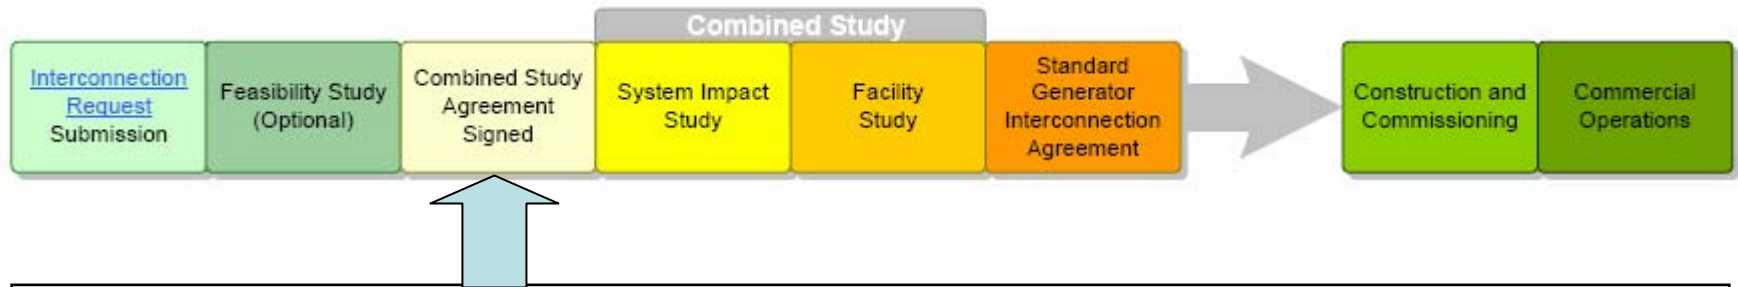 Combined Study
Interconnection
Request
Submission
Feasibility Study
(Optional)
Combined Study
Agreement
Signed
System Impact
Study
Facility
Study
Standard
Generator
Interconnection
Agreement
Construction and
Commissioning
Commercial
Operations